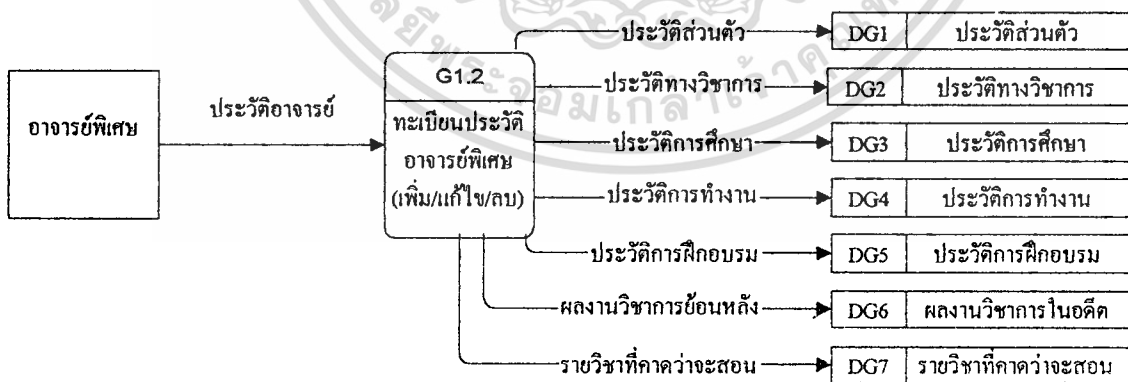 อาจารย์พิเศษ
ประวัติอาจารย์
G1.2
ทะเบียนประวัติ
อาจารย์พิเศษ
(เพิ่ม/แก้ไข/ลบ)
ประวัติส่วนตัว DG1 ประวัติส่วนตัว
ประวัติทางวิชาการ DG2 ประวัติทางวิชาการ
ประวัติการศึกษา DG3 ประวัติการศึกษา
ประวัติการทำงาน DG4 ประวัติการทำงาน
ประวัติการฝึกอบรม DG5 ประวัติการฝึกอบรม
ผลงานวิชาการย้อนหลัง DG6 ผลงานวิชาการในอดีต
รายวิชาที่คาดว่าจะสอน DG7 รายวิชาที่คาดว่าจะสอน